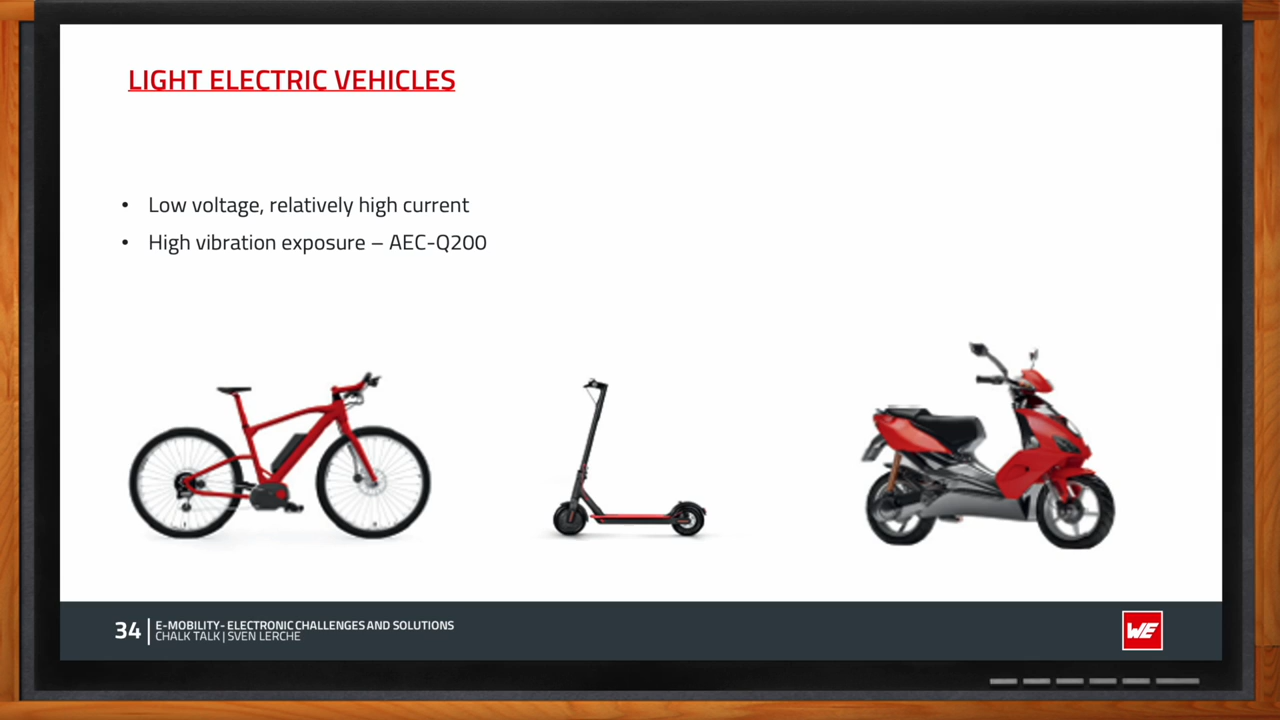 LIGHT ELECTRIC VEHICLES
• Low voltage, relatively high current
• High vibration exposure – AEC-Q200
34
E-MOBILITY- ELECTRONIC CHALLENGES AND SOLUTIONS
CHALK TALK | SVEN LERCHE
WE